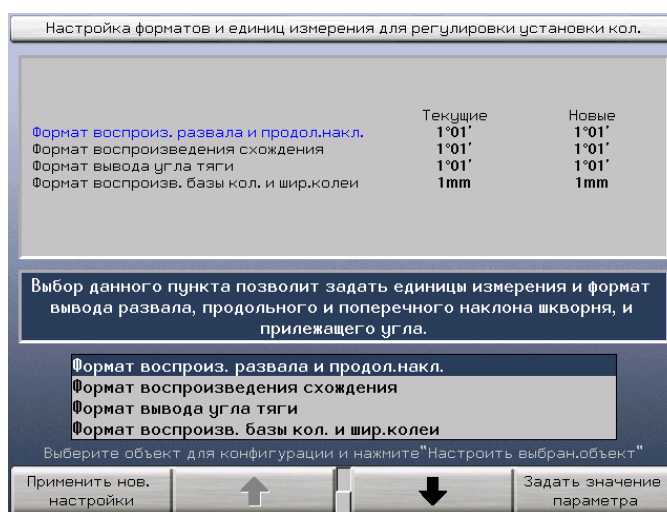 Настройка форматов и единиц измерения для регулировки установки кол.
Текущие Новые
Формат воспроиз. развала и продол.накл. 1°01' 1°01'
Формат воспроизведения схождения 1°01' 1°01'
Формат вывода угла тяги 1°01' 1°01'
Формат воспроизв. базы кол. и шир.колеи 1mm 1mm
Выбор данного пункта позволит задать единицы измерения и формат
вывода развала, продольного и поперечного наклона шкворня, и
прилежащего угла.
Формат воспроиз. развала и продол.накл.
Формат воспроизведения схождения
Формат вывода угла тяги
Формат воспроизв. базы кол. и шир.колеи
Выберите объект для конфигурации и нажмите"Настроить выбран.объект"
Применить нов.
настройки
Задать значение
параметра